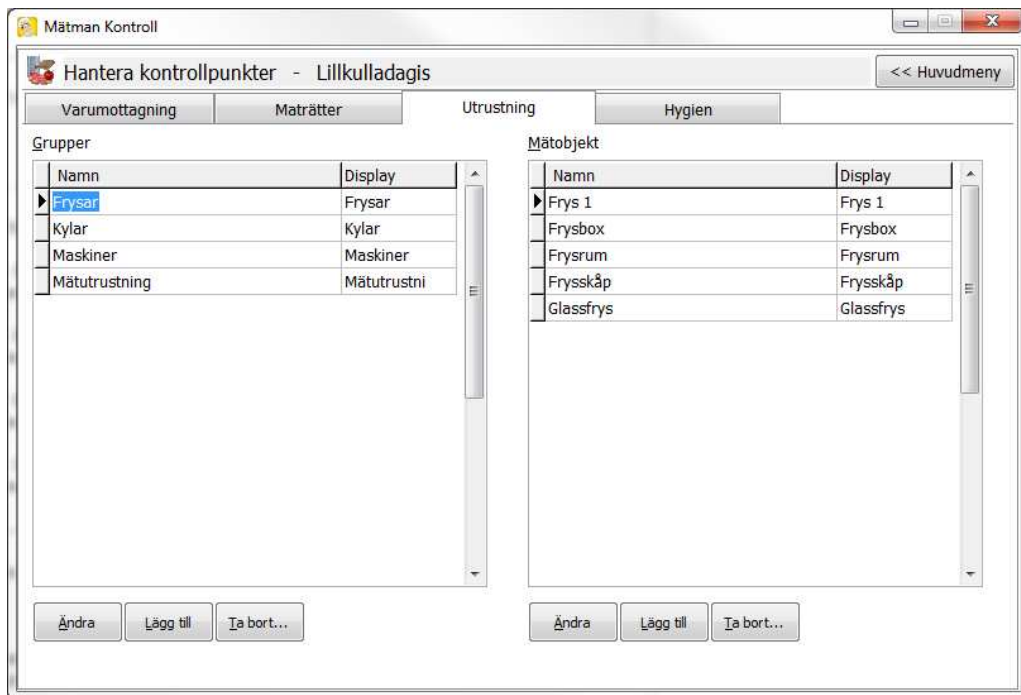 Mätman Kontroll
Hantera kontrollpunkter - Lillkulladagis
<< Huvudmeny
Varumottagning Maträtter Utrustning Hygien
Grupper
Namn Display
Frysar Frysar
Kylar Kylar
Maskiner Maskiner
Mätutrustning Mätutrustni
Ändra Lägg till Ta bort...
Mätobjekt
Namn Display
Frys 1 Frys 1
Frysbox Frysbox
Frysrum Frysrum
Frysskåp Frysskåp
Glassfrys Glassfrys
Ändra Lägg till Ta bort...